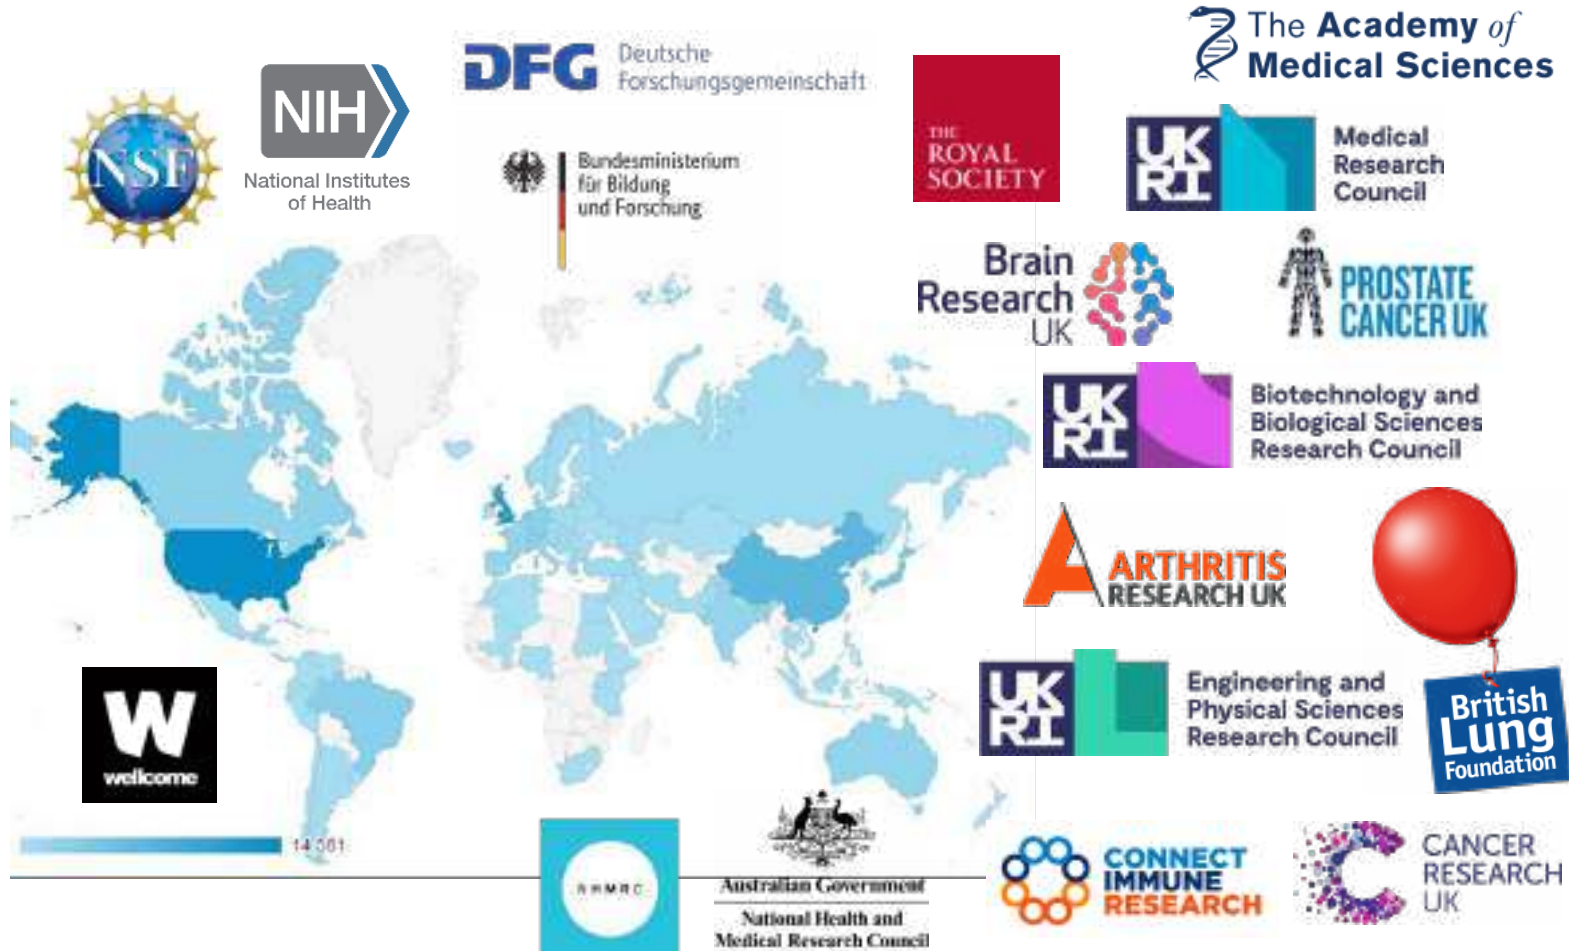 The Academy of
Medical Sciences
DFG
Deutsche
Forschungsgemeinschaft
NIH
National Institutes
of Health
NSF
Bundesministerium
für Bildung
und Forschung
THE
ROYAL
SOCIETY
UK
RI
Medical
Research
Council
Brain
Research
UK
PROSTATE
CANCER UK
UK
RI
Biotechnology and
Biological Sciences
Research Council
ARTHRITIS
RESEARCH UK
UK
RI
Engineering and
Physical Sciences
Research Council
British
Lung
Foundation
W
wellcome
NHMRC
Australian Government
National Health and
Medical Research Council
CONNECT
IMMUNE
RESEARCH
CANCER
RESEARCH
UK